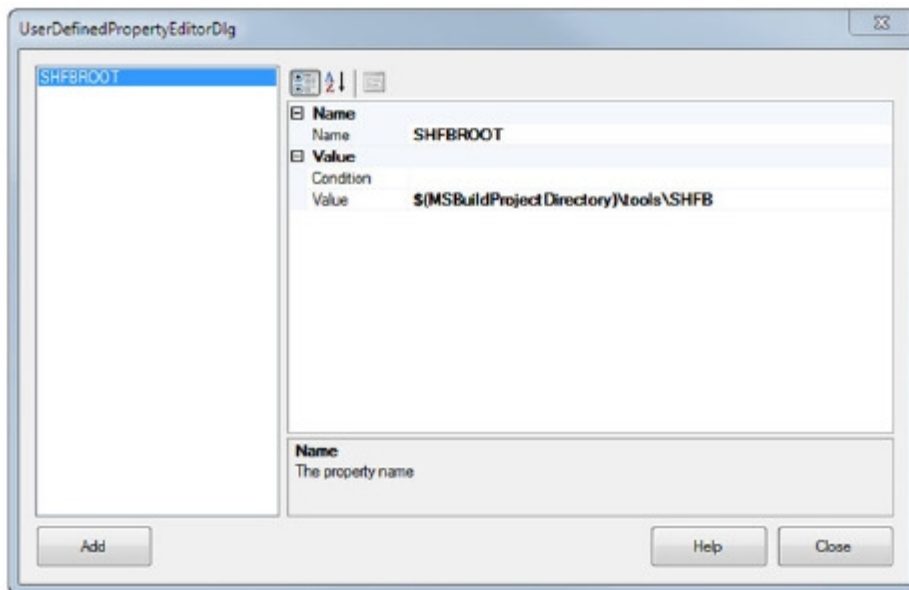 UserDefinedPropertyEditorDlg
SHFBROOT
Name
Name SHFBROOT
Value
Condition
Value $(MSBuildProjectDirectory)\tools\SHFB
Name
The property name
Add Help Close